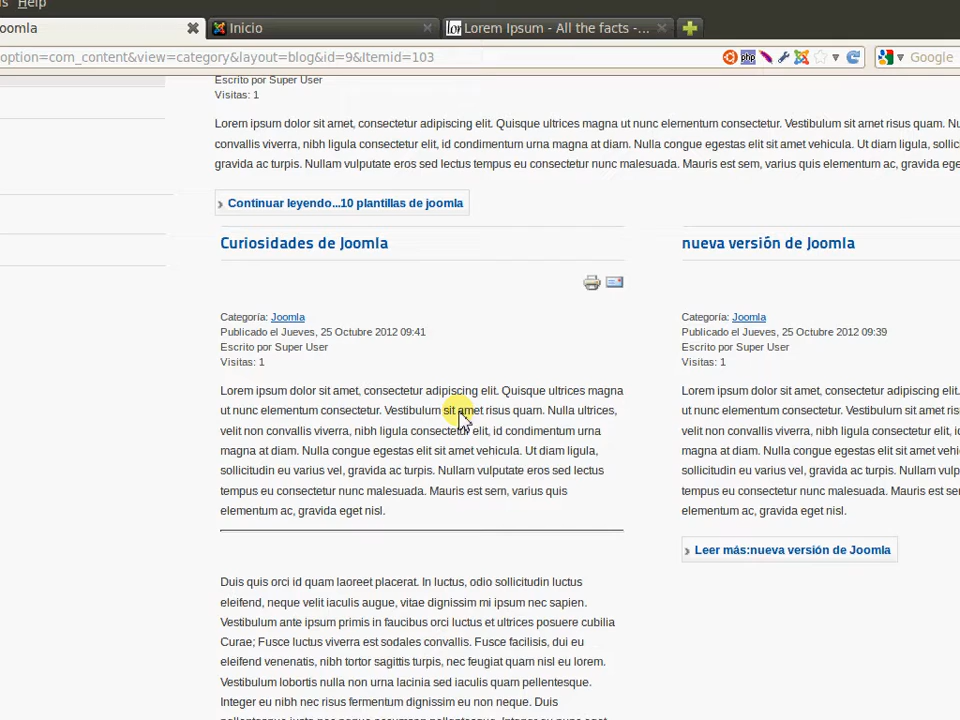 s Help
oomla
Inicio
Lorem Ipsum - All the facts -...
option=com_content&view=category&layout=blog&id=9&Itemid=103
php
Google
Escrito por Super User
Visitas: 1
Lorem ipsum dolor sit amet, consectetur adipiscing elit. Quisque ultrices magna ut nunc elementum consectetur. Vestibulum sit amet risus quam. Nu
convallis viverra, nibh ligula consectetur elit, id condimentum urna magna at diam. Nulla congue egestas elit sit amet vehicula. Ut diam ligula, sollici
gravida ac turpis. Nullam vulputate eros sed lectus tempus eu consectetur nunc malesuada. Mauris est sem, varius quis elementum ac, gravida ege
Continuar leyendo...10 plantillas de joomla
Curiosidades de Joomla
Categoría: Joomla
Publicado el Jueves, 25 Octubre 2012 09:41
Escrito por Super User
Visitas: 1
Lorem ipsum dolor sit amet, consectetur adipiscing elit. Quisque ultrices magna
ut nunc elementum consectetur. Vestibulum sit amet risus quam. Nulla ultrices,
velit non convallis viverra, nibh ligula consectetur elit, id condimentum urna
magna at diam. Nulla congue egestas elit sit amet vehicula. Ut diam ligula,
sollicitudin eu varius vel, gravida ac turpis. Nullam vulputate eros sed lectus
tempus eu consectetur nunc malesuada. Mauris est sem, varius quis
elementum ac, gravida eget nisl.
Duis quis orci id quam laoreet placerat. In luctus, odio sollicitudin luctus
eleifend, neque velit iaculis augue, vitae dignissim mi ipsum nec sapien.
Vestibulum ante ipsum primis in faucibus orci luctus et ultrices posuere cubilia
Curae; Fusce luctus viverra est sodales convallis. Fusce facilisis, dui eu
eleifend venenatis, nibh tortor sagittis turpis, nec feugiat quam nisl eu lorem.
Vestibulum lobortis nulla non urna lacinia sed iaculis quam pellentesque.
Integer eu nibh nec risus fermentum dignissim eu non neque. Duis
nueva versión de Joomla
Categoría: Joomla
Publicado el Jueves, 25 Octubre 2012 09:39
Escrito por Super User
Visitas: 1
Lorem ipsum dolor sit amet, consectetur adipiscing el
ut nunc elementum consectetur. Vestibulum sit amet ris
velit non convallis viverra, nibh ligula consectetur elit, i
magna at diam. Nulla congue egestas elit sit amet veh
sollicitudin eu varius vel, gravida ac turpis. Nullam vulp
tempus eu consectetur nunc malesuada. Mauris est se
elementum ac, gravida eget nisl.
Leer más:nueva versión de Joomla